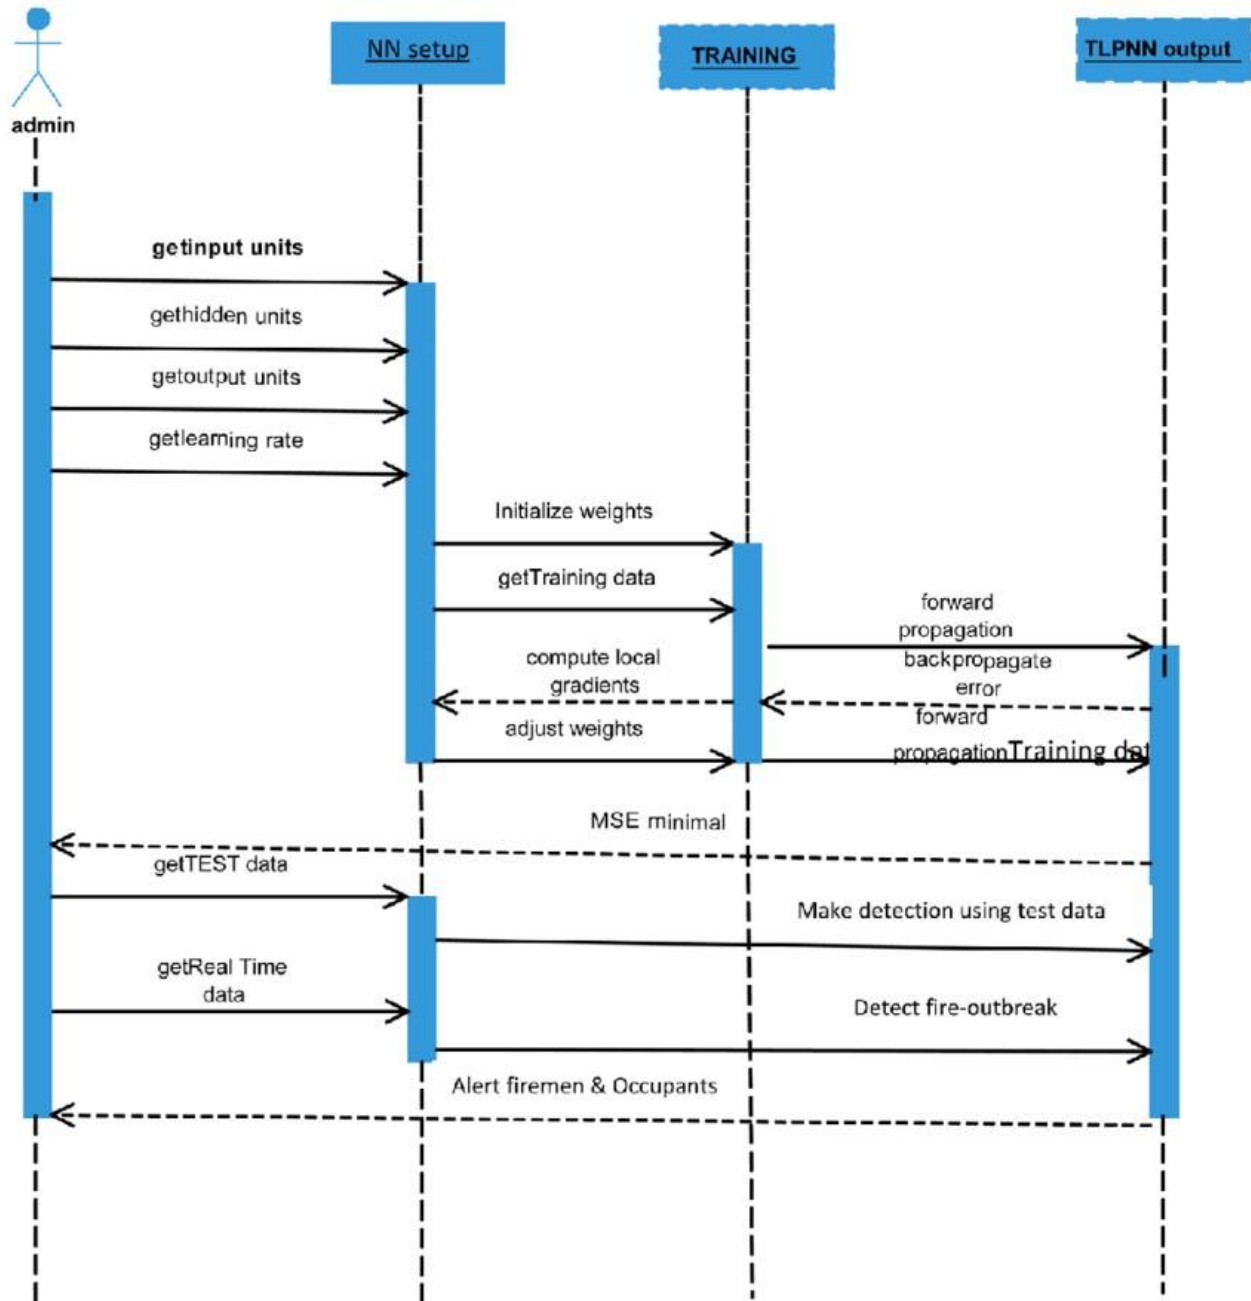 NN setup
TRAINING
TLPNN output
admin
getinput units
gethidden units
getoutput units
getlearning rate
Initialize weights
getTraining data
forward
propagation
compute local
gradients
backpropagate
error
adjust weights
forward
propagationTraining dat
MSE minimal
getTEST data
Make detection using test data
getReal Time
data
Detect fire-outbreak
Alert firemen & Occupants